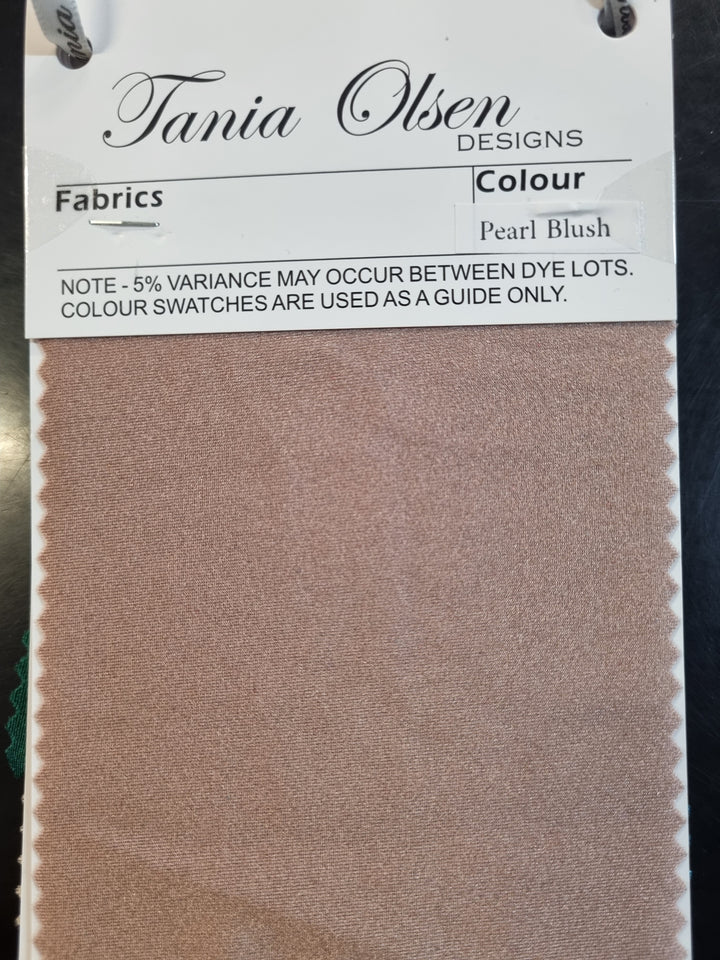 Tania Olsen
DESIGNS
Fabrics
Colour
Pearl Blush
NOTE - 5% VARIANCE MAY OCCUR BETWEEN DYE LOTS.
COLOUR SWATCHES ARE USED AS A GUIDE ONLY.